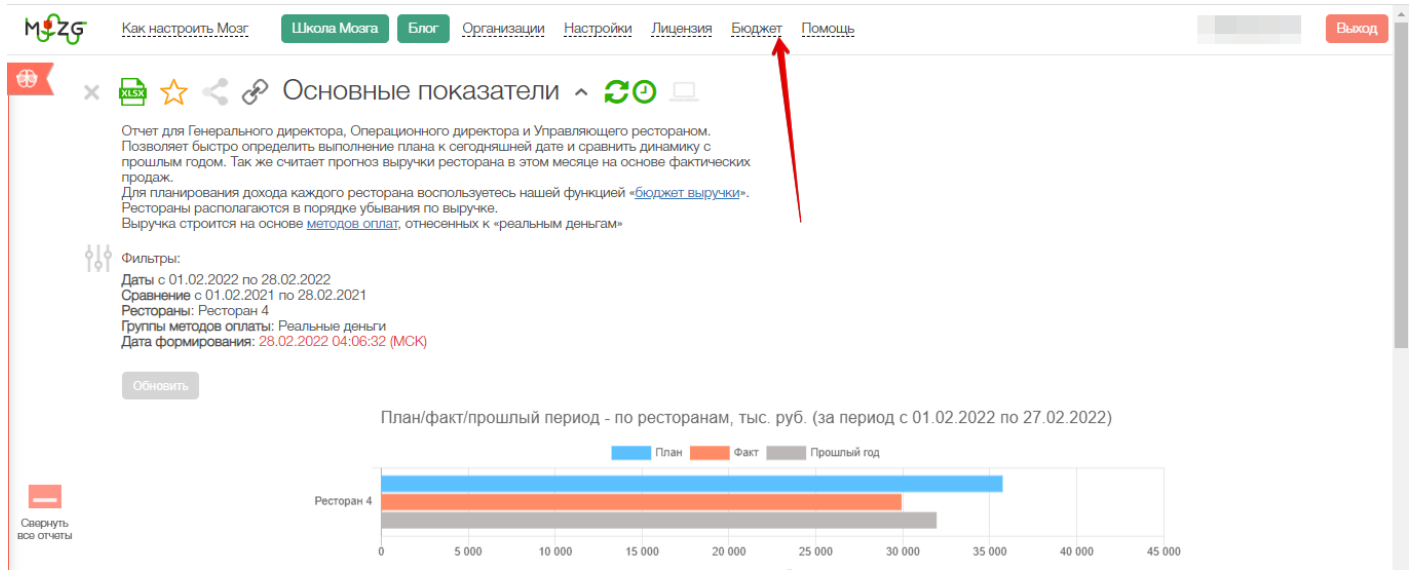 MOZG Как настроить Мозг Школа Мозга Блог Организации Настройки Лицензия Бюджет Помощь Выход
XLSX Основные показатели
Отчет для Генерального директора, Операционного директора и Управляющего рестораном.
Позволяет быстро определить выполнение плана к сегодняшней дате и сравнить динамику с
прошлым годом. Так же считает прогноз выручки ресторана в этом месяце на основе фактических
продаж.
Для планирования дохода каждого ресторана воспользуетесь нашей функцией «бюджет выручки».
Рестораны располагаются в порядке убывания по выручке.
Выручка строится на основе методов оплат, отнесенных к «реальным деньгам»
Фильтры:
Даты с 01.02.2022 по 28.02.2022
Сравнение с 01.02.2021 по 28.02.2021
Рестораны: Ресторан 4
Группы методов оплаты: Реальные деньги
Дата формирования: 28.02.2022 04:06:32 (МСК)
Обновить
План/факт/прошлый период - по ресторанам, тыс. руб. (за период с 01.02.2022 по 27.02.2022)
План Факт Прошлый год
Ресторан 4
0 5 000 10 000 15 000 20 000 25 000 30 000 35 000 40 000 45 000
Свернуть
все отчеты